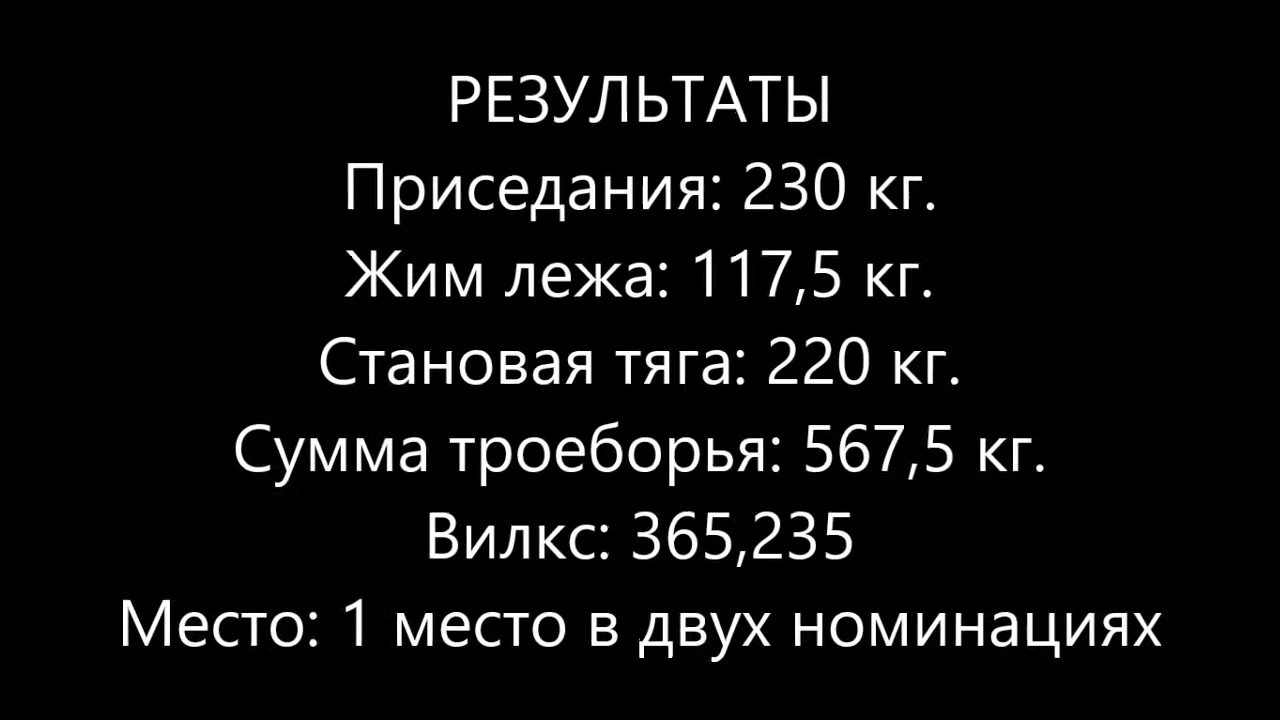 РЕЗУЛЬТАТЫ
Приседания: 230 кг.
Жим лежа: 117,5 кг.
Становая тяга: 220 кг.
Сумма троеборья: 567,5 кг.
Вилкс: 365,235
Место: 1 место в двух номинациях